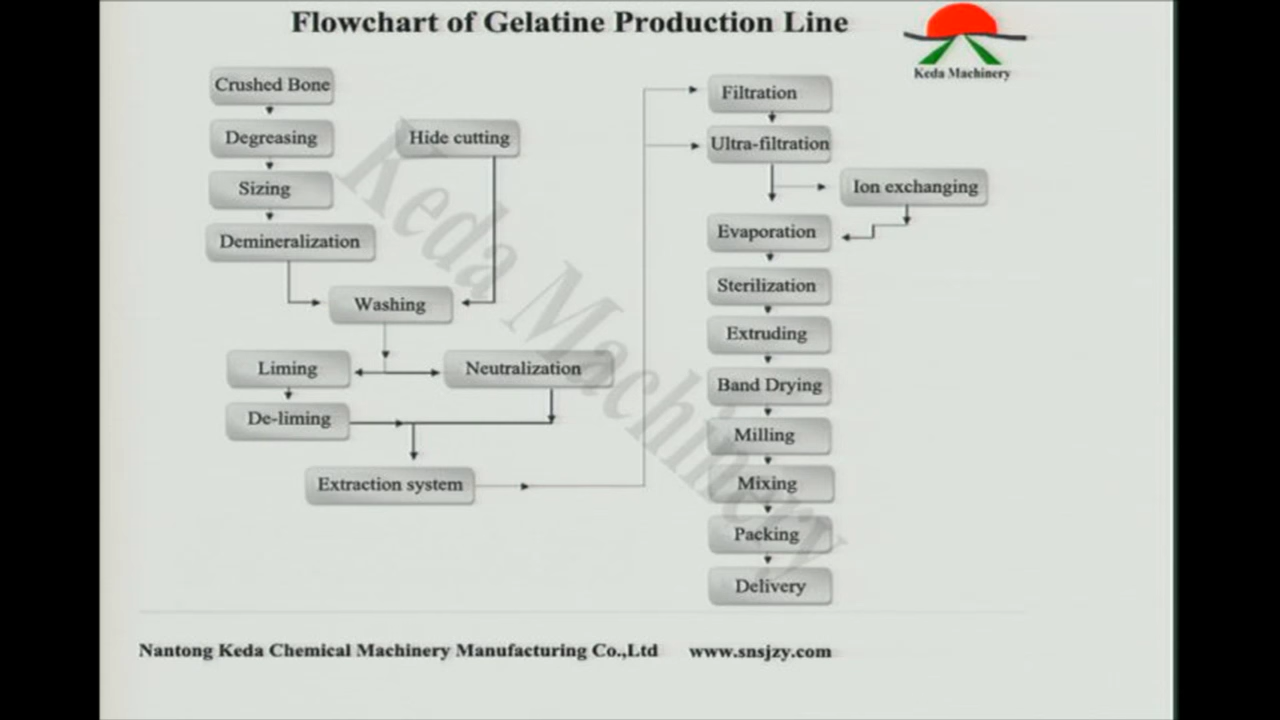 Flowchart of Gelatine Production Line
Keda Machinery
Crushed Bone
Degreasing
Hide cutting
Sizing
Demineralization
Washing
Liming
Neutralization
De-liming
Extraction system
Filtration
Ultra-filtration
Ion exchanging
Evaporation
Sterilization
Extruding
Band Drying
Milling
Mixing
Packing
Delivery
Keda Machinery
Nantong Keda Chemical Machinery Manufacturing Co.,Ltd www.snsjzy.com